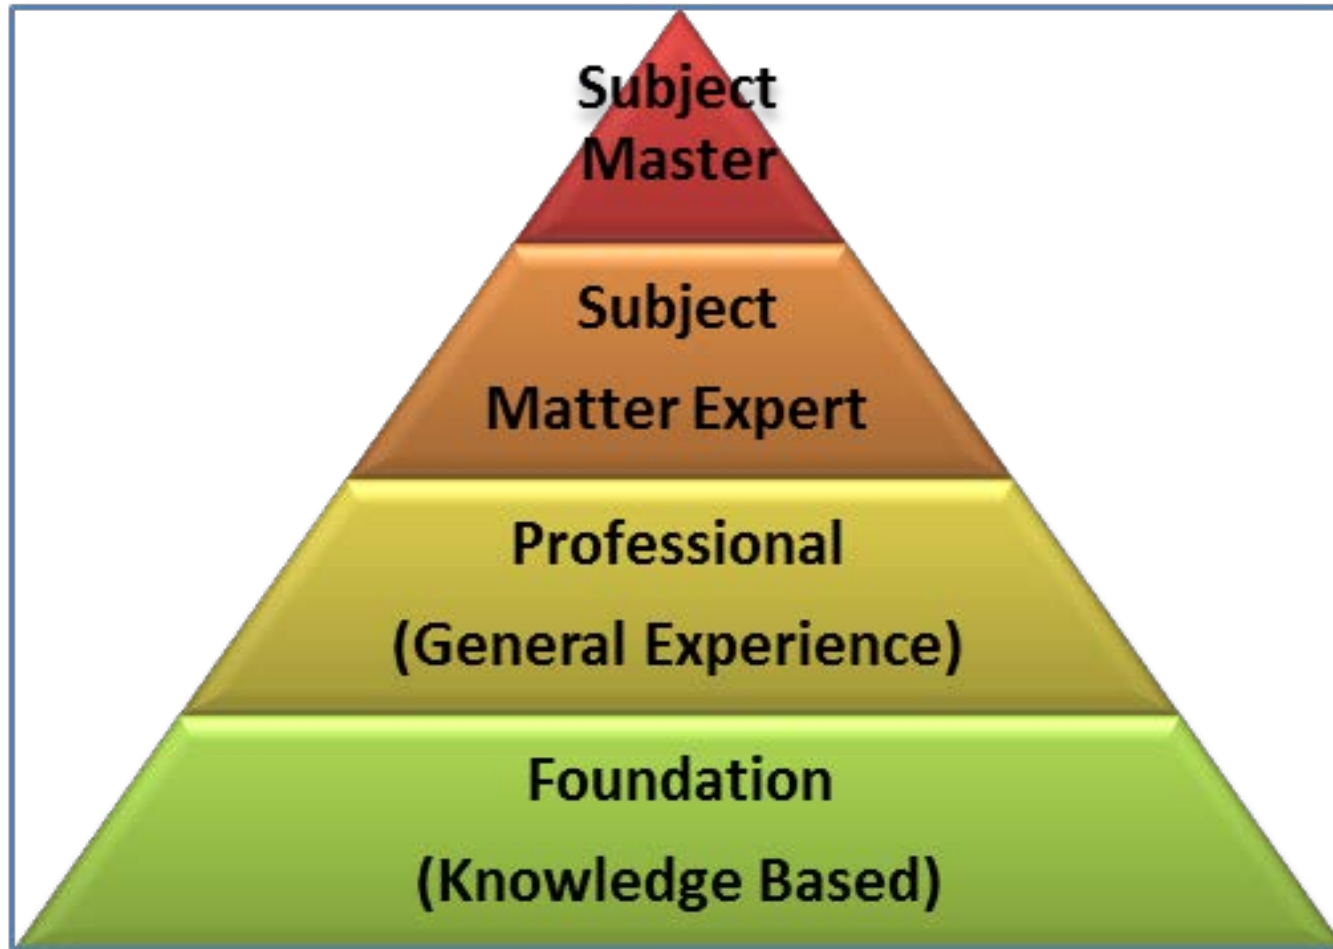 Subject
Master
Subject
Matter Expert
Professional
(General Experience)
Foundation
(Knowledge Based)